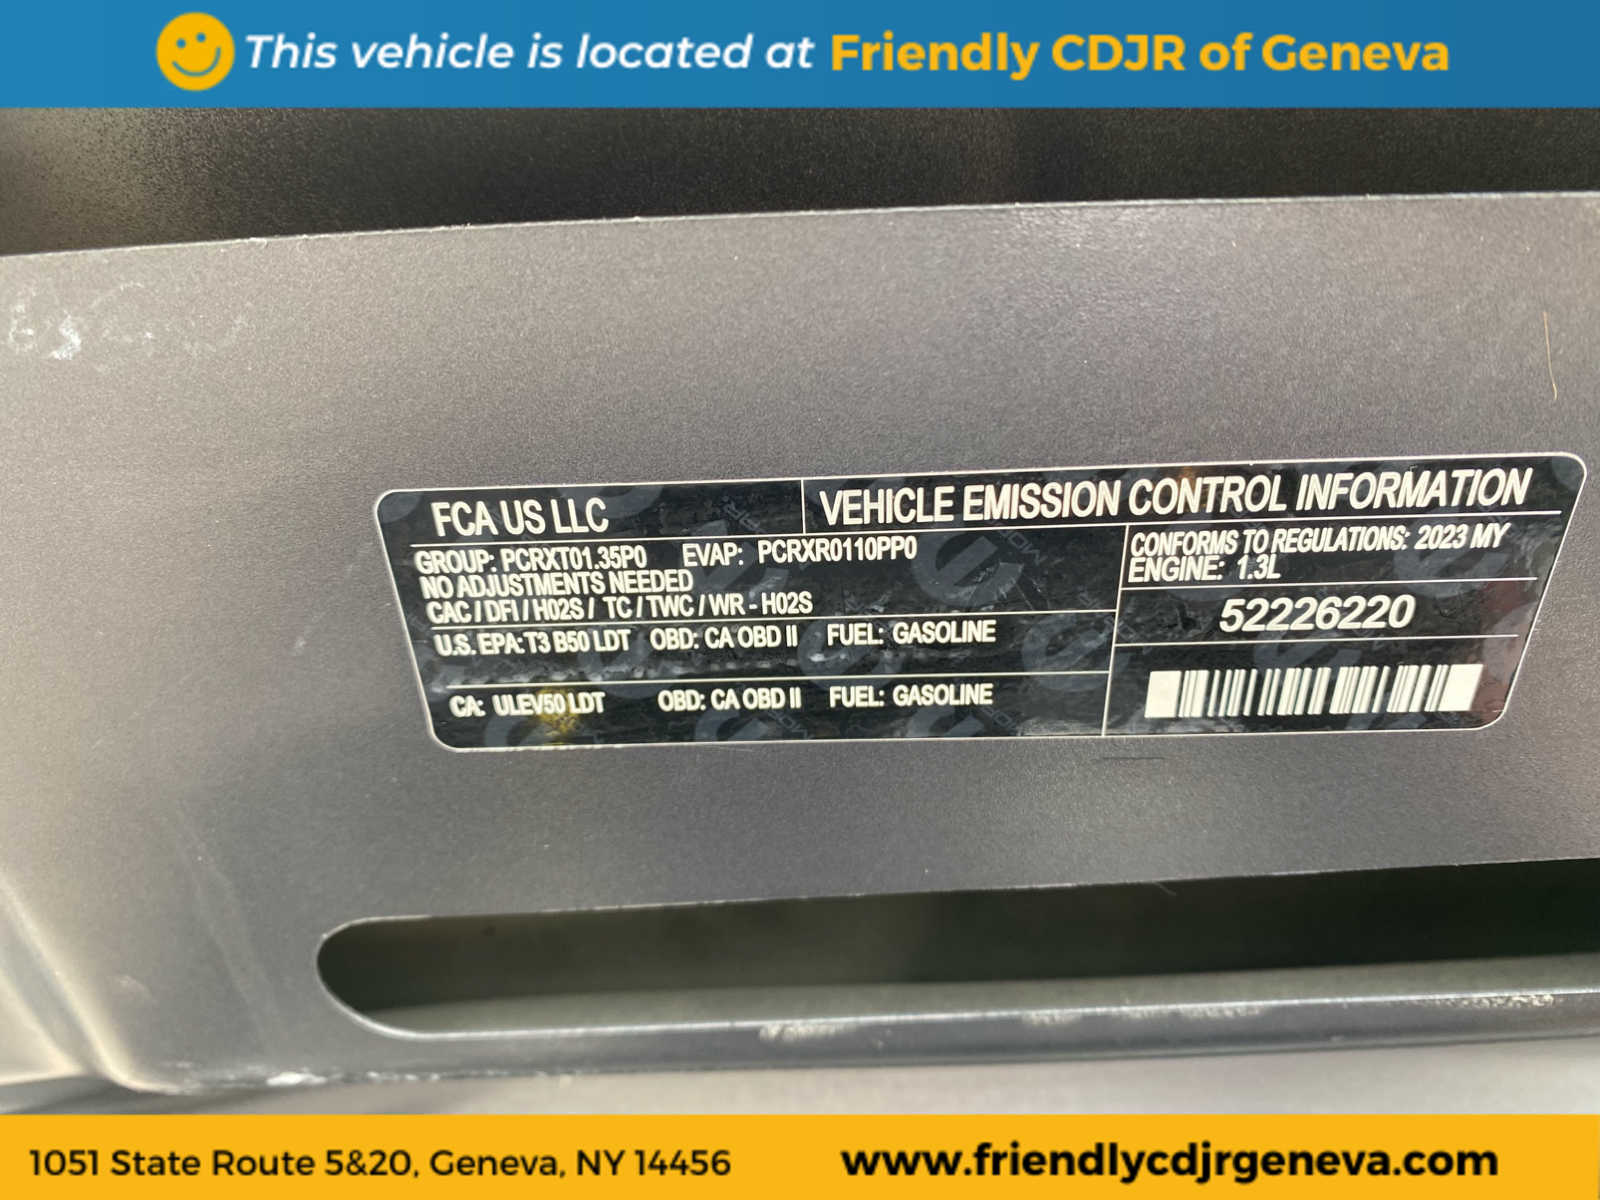 This vehicle is located at Friendly CDJR of Geneva
FCA US LLC
VEHICLE EMISSION CONTROL INFORMATION
GROUP: PCRXT01.35P0 EVAP: PCRXR0110PP0
NO ADJUSTMENTS NEEDED
CAC / DFI / H02S / TC / TWC / WR - H02S
U.S. EPA: T3 B50 LDT OBD: CA OBD II FUEL: GASOLINE
CA: ULEV50 LDT OBD: CA OBD II FUEL: GASOLINE
CONFORMS TO REGULATIONS: 2023 MY
ENGINE: 1.3L
52226220
1051 State Route 5&20, Geneva, NY 14456
www.friendlycdjrgeneva.com